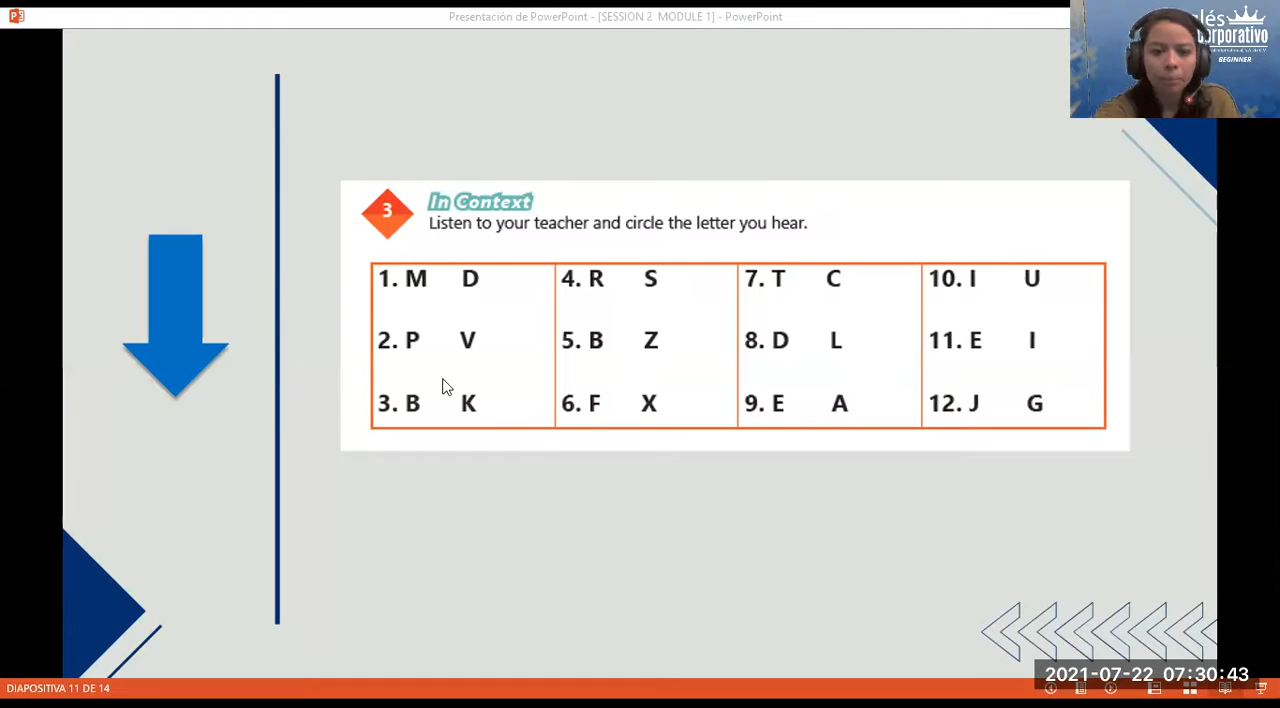 Presentación de PowerPoint - [SESSION 2 MODULE 1] - PowerPoint
BEGINNER
3
In Context
Listen to your teacher and circle the letter you hear.
1. M D
2. P V
3. B K
4. R S
5. B Z
6. F X
7. T C
8. D L
9. E A
10. I U
11. E I
12. J G
2021-07-22 07:30:43
DIAPOSITIVA 11 DE 14